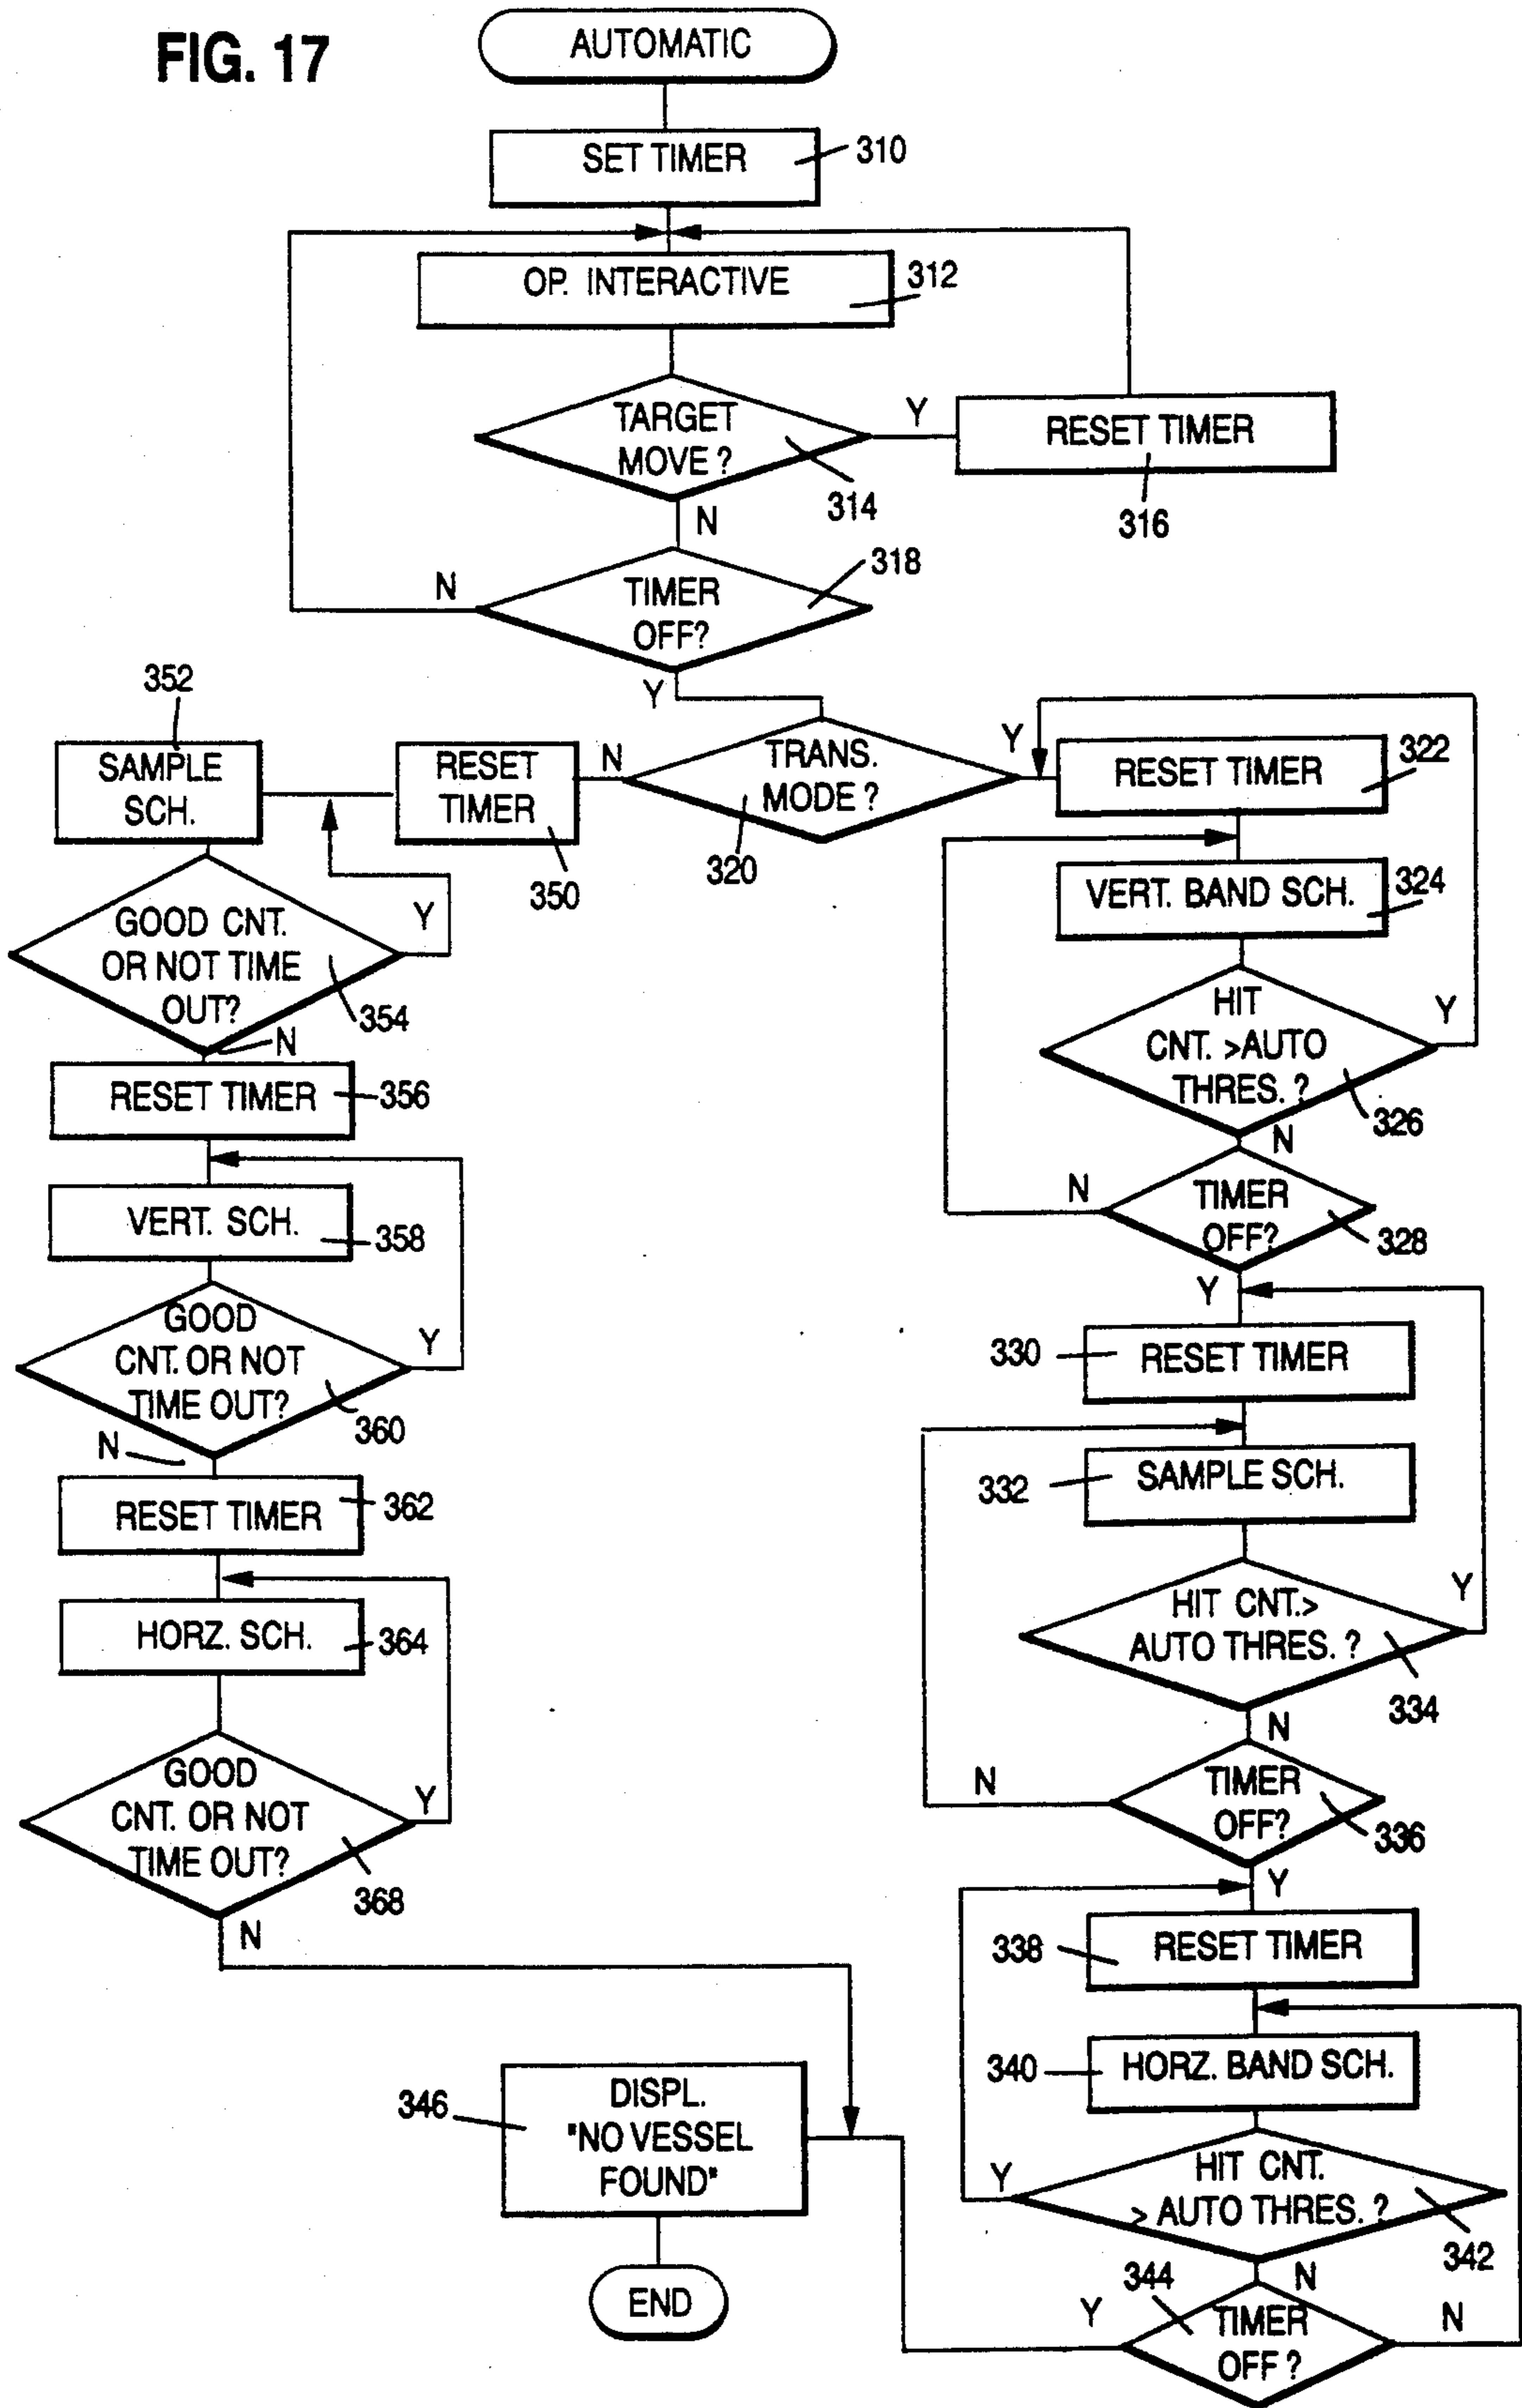 FIG. 17
AUTOMATIC
SET TIMER
310
OP. INTERACTIVE
312
TARGET
MOVE ?
314
Y
RESET TIMER
316
N
TIMER
OFF?
318
N
Y
TRANS.
MODE ?
320
N
Y
RESET
TIMER
350
352
SAMPLE
SCH.
GOOD CNT.
OR NOT TIME
OUT?
354
Y
N
RESET TIMER
356
VERT. SCH.
358
GOOD
CNT. OR NOT
TIME OUT?
360
Y
N
RESET TIMER
362
HORZ. SCH.
364
GOOD
CNT. OR NOT
TIME OUT?
368
Y
N
RESET TIMER
322
VERT. BAND SCH.
324
HIT
CNT. >AUTO
THRES. ?
326
Y
N
TIMER
OFF?
328
N
Y
330
RESET TIMER
332
SAMPLE SCH.
HIT CNT.>
AUTO THRES. ?
334
Y
N
TIMER
OFF?
336
N
Y
338
RESET TIMER
340
HORZ. BAND SCH.
HIT CNT.
> AUTO THRES. ?
342
Y
N
344
TIMER
OFF ?
Y
N
346
DISPL.
"NO VESSEL
FOUND"
END